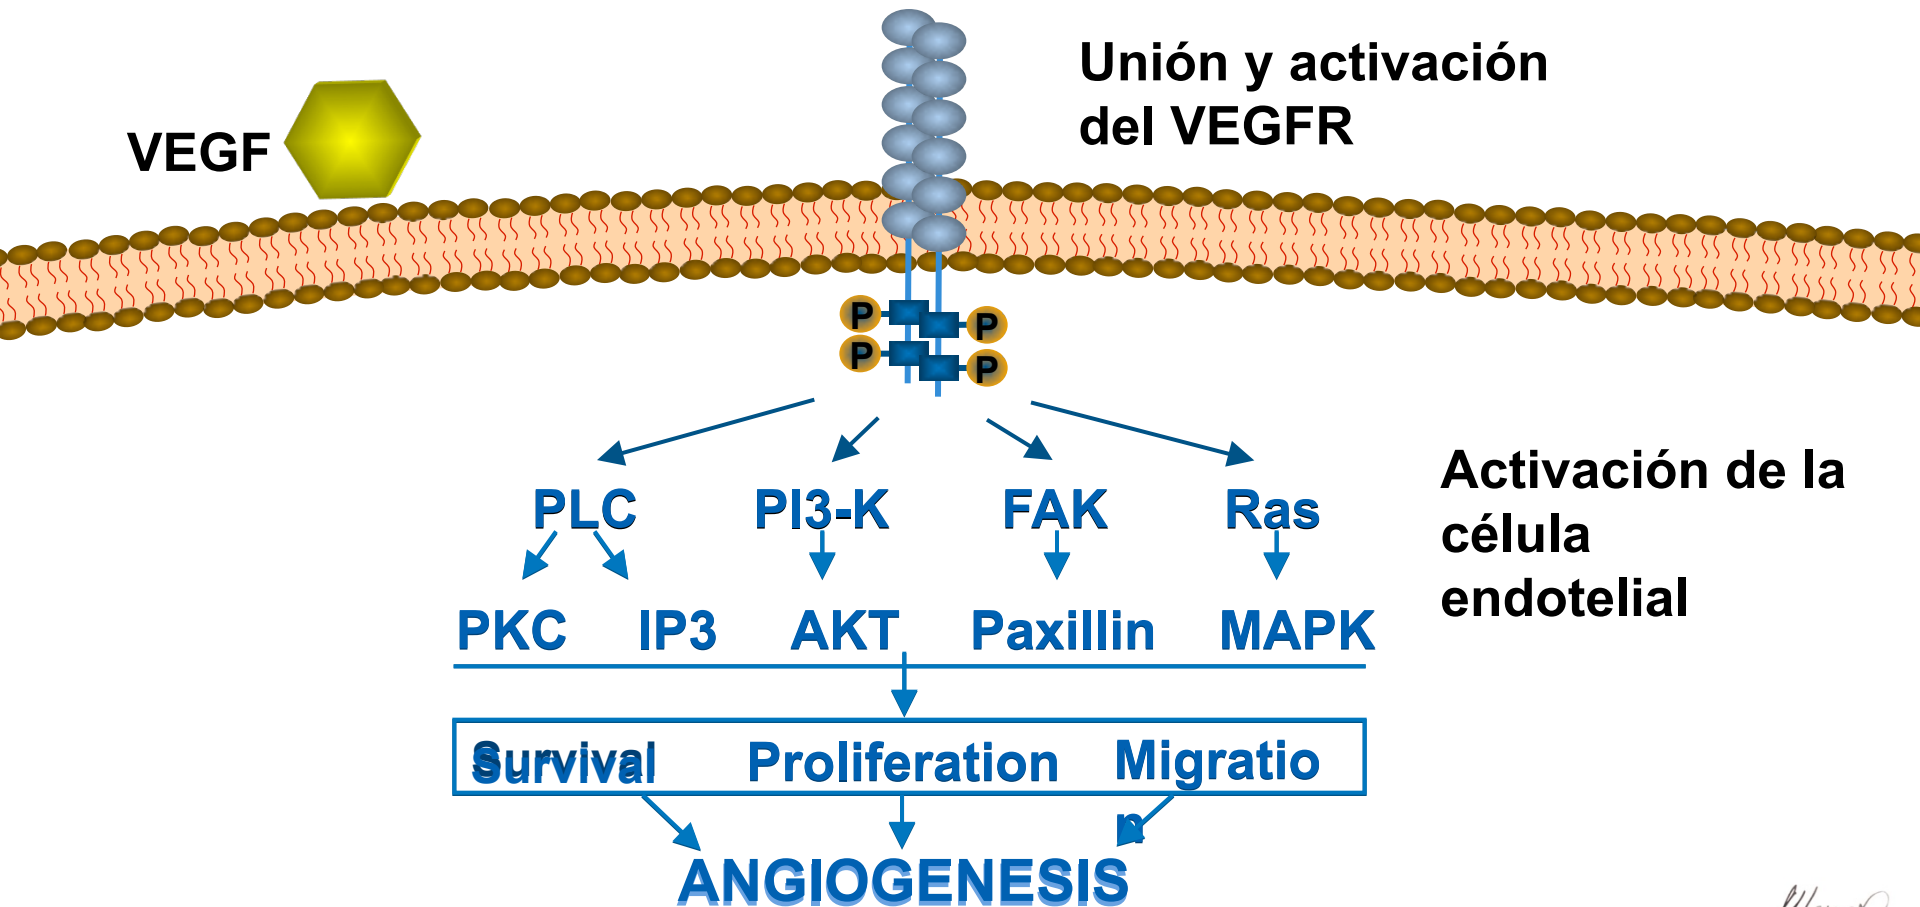 Unión y activación
del VEGFR
VEGF
P P
P P
PLC PI3-K FAK Ras
Activación de la
célula
endotelial
PKC IP3 AKT Paxillin MAPK
Survival Proliferation Migratio
n
ANGIOGENESIS